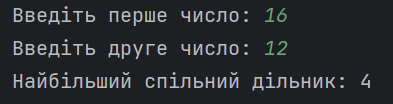 Введіть перше число: 16
Введіть друге число: 12
Найбільший спільний дільник: 4